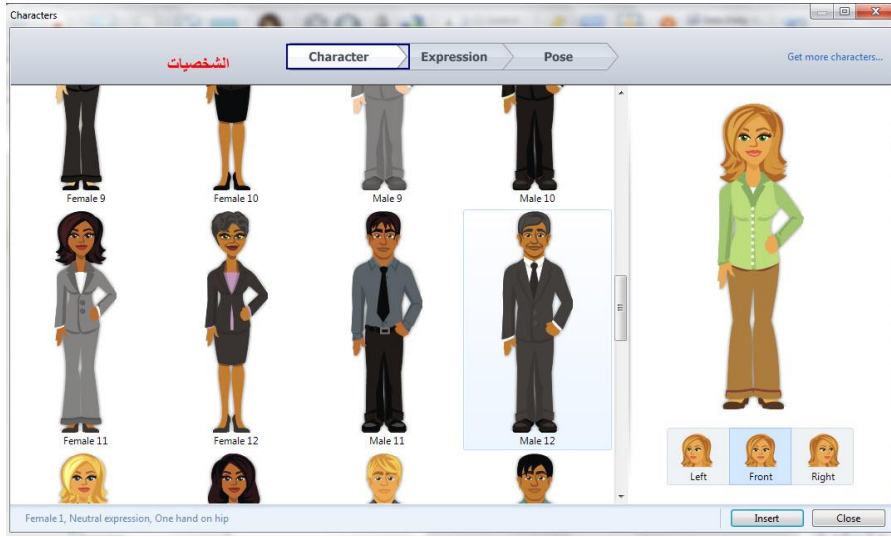 Characters
الشخصيات
Character
Expression
Pose
Get more characters...
Female 9
Female 10
Male 9
Male 10
Female 11
Female 12
Male 11
Male 12
Left
Front
Right
Female 1, Neutral expression, One hand on hip
Insert
Close